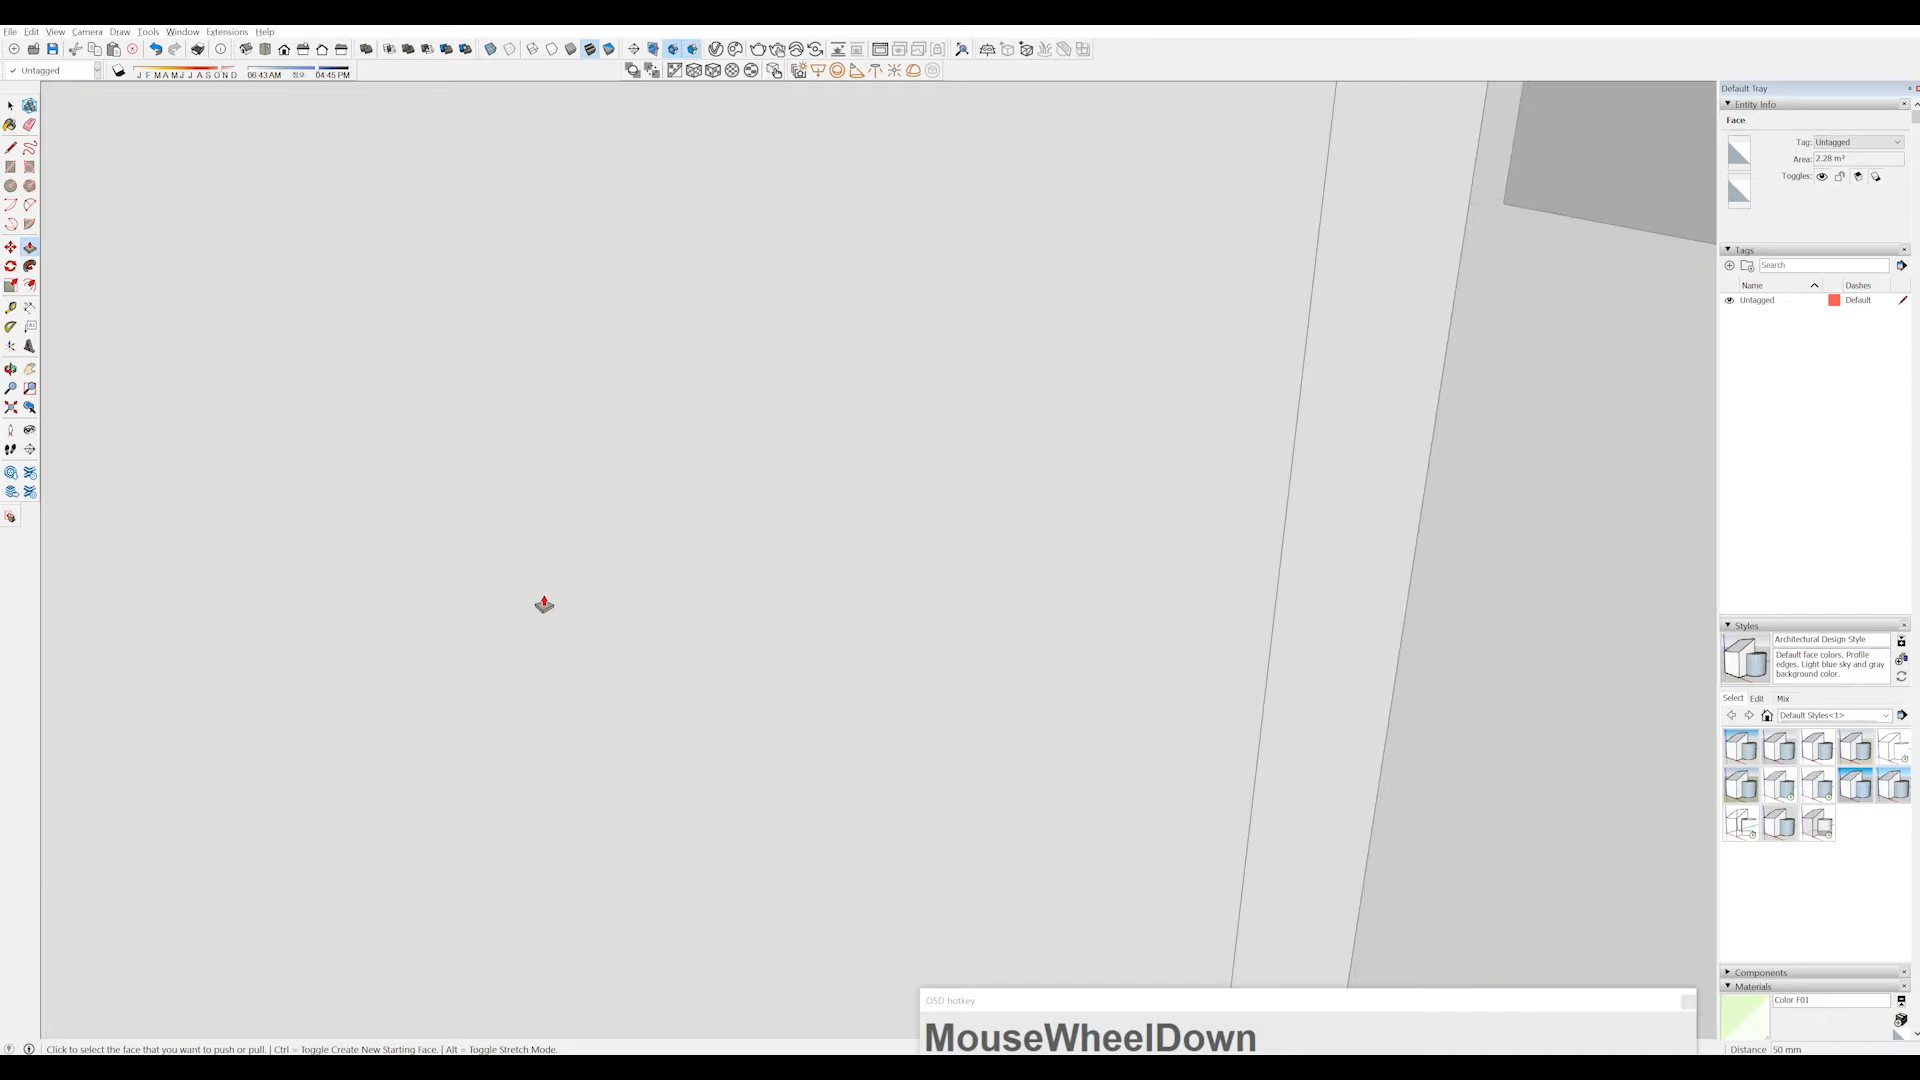 File Edit View Camera Draw Tools Window Extensions Help
Untagged
J F M A M J J A S O N D 06:43 AM 정오 04:45 PM
Default Tray
Entity Info
Face
Tag: Untagged
Area: 2.28 m²
Toggles:
Tags
Search
Name Dashes
Untagged Default
Styles
Architectural Design Style
Default face colors. Profile
edges. Light blue sky and gray
background color.
Select Edit Mix
Default Styles<1>
Components
Materials
Color F01
OSD hotkey
MouseWheelDown
Click to select the face that you want to push or pull. | Ctrl = Toggle Create New Starting Face. | Alt = Toggle Stretch Mode.
Distance 50 mm